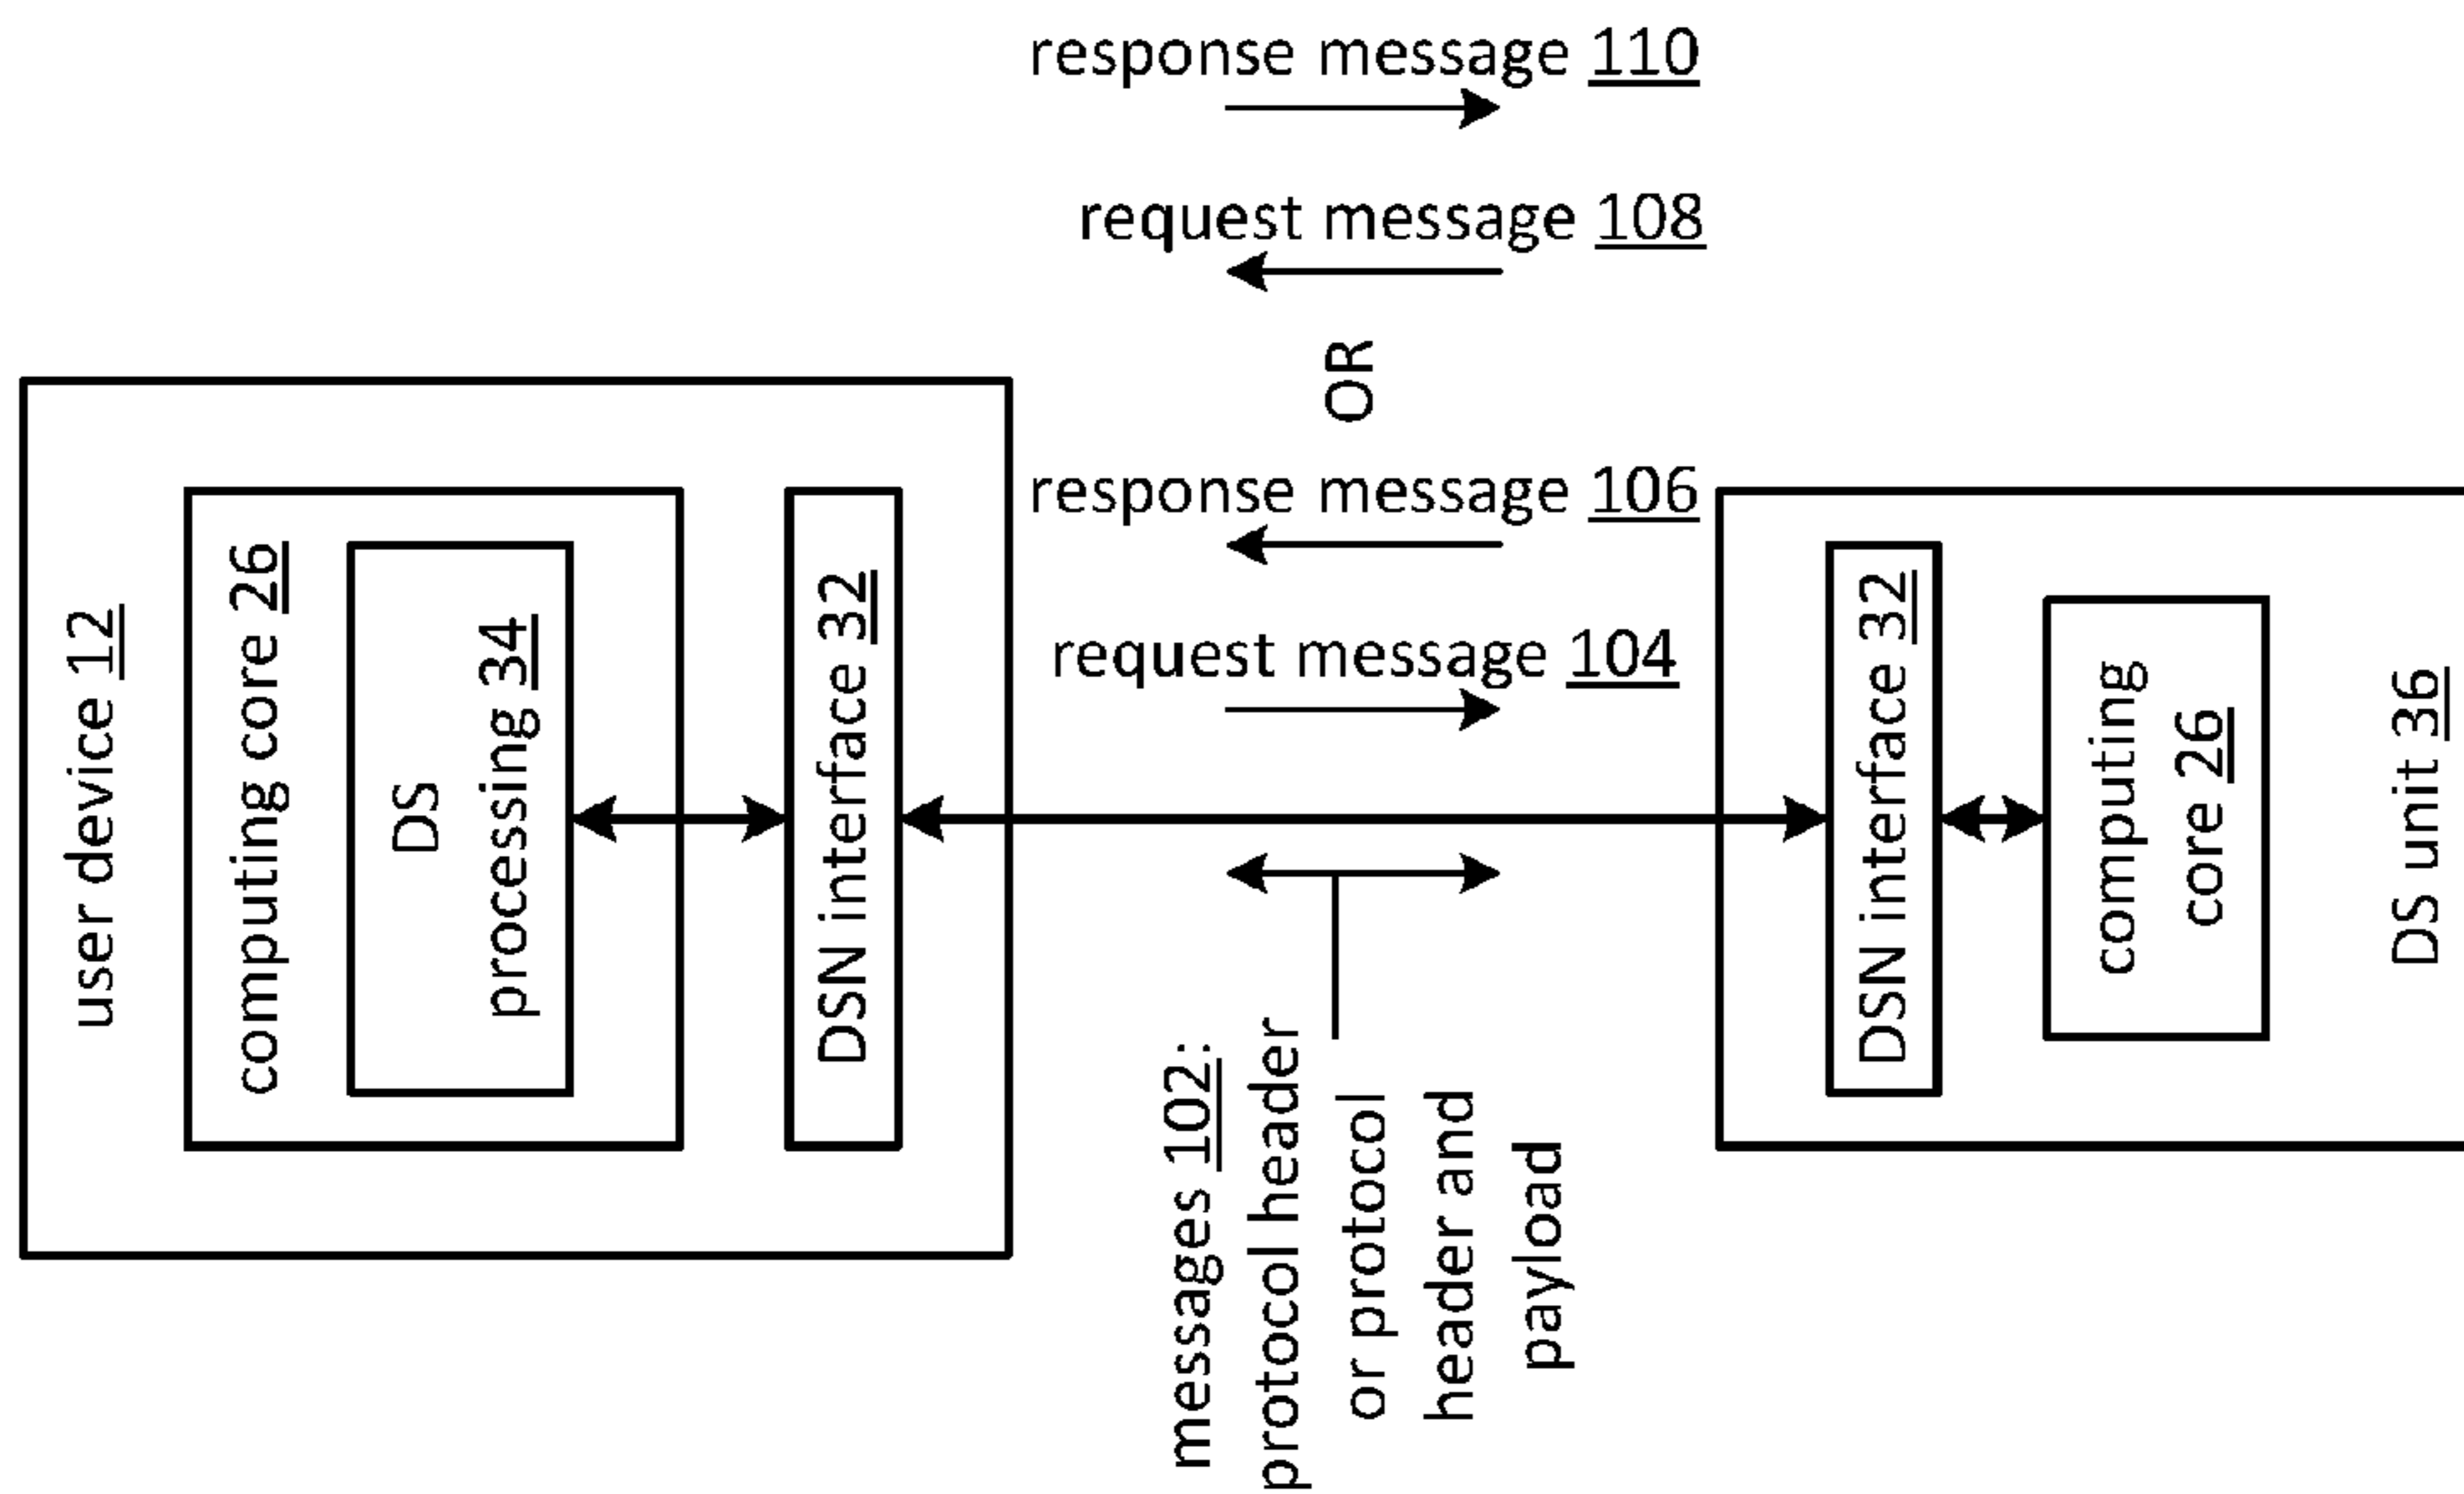 response message 110
request message 108
OR
response message 106
request message 104
user device 12
computing core 26
DS
processing 34
DSN interface 32
messages 102:
protocol header
or protocol
header and
payload
DSN interface 32
computing
core 26
DS unit 36